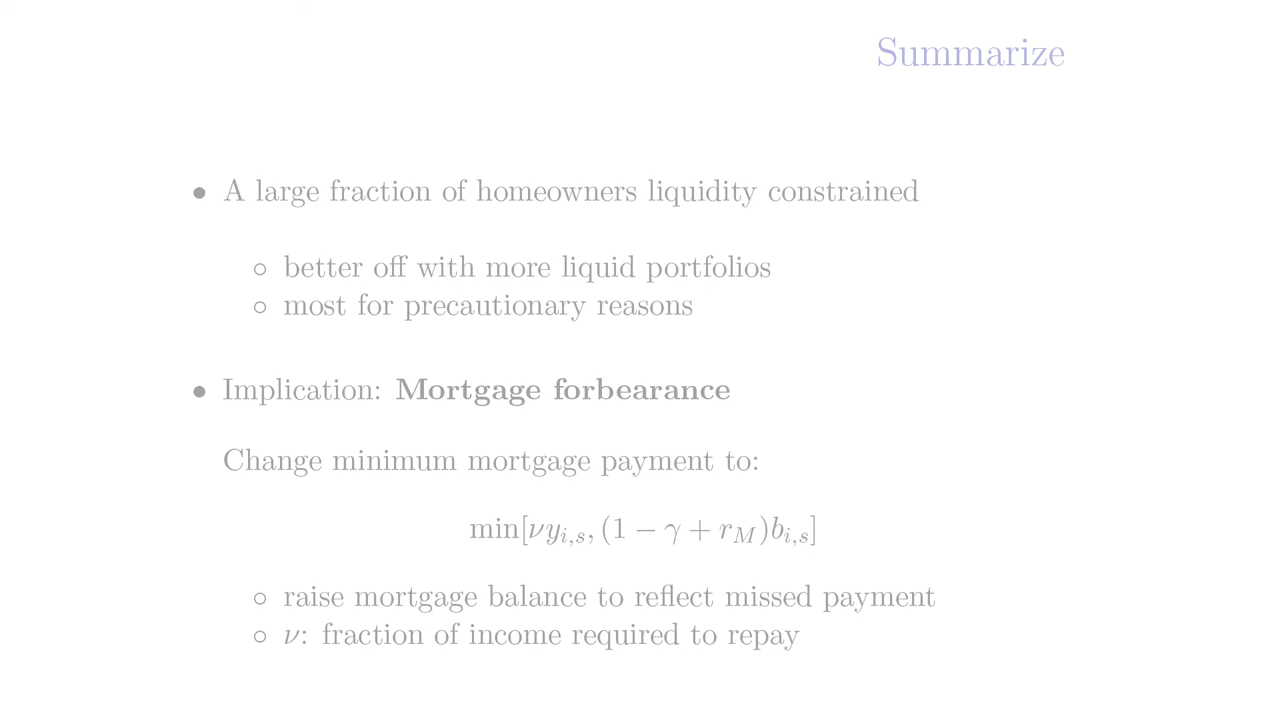 Summarize
• A large fraction of homeowners liquidity constrained
◦ better off with more liquid portfolios
◦ most for precautionary reasons
• Implication: Mortgage forbearance
Change minimum mortgage payment to:
min[νy_{i,s}, (1 − γ + r_M)b_{i,s}]
◦ raise mortgage balance to reflect missed payment
◦ ν: fraction of income required to repay